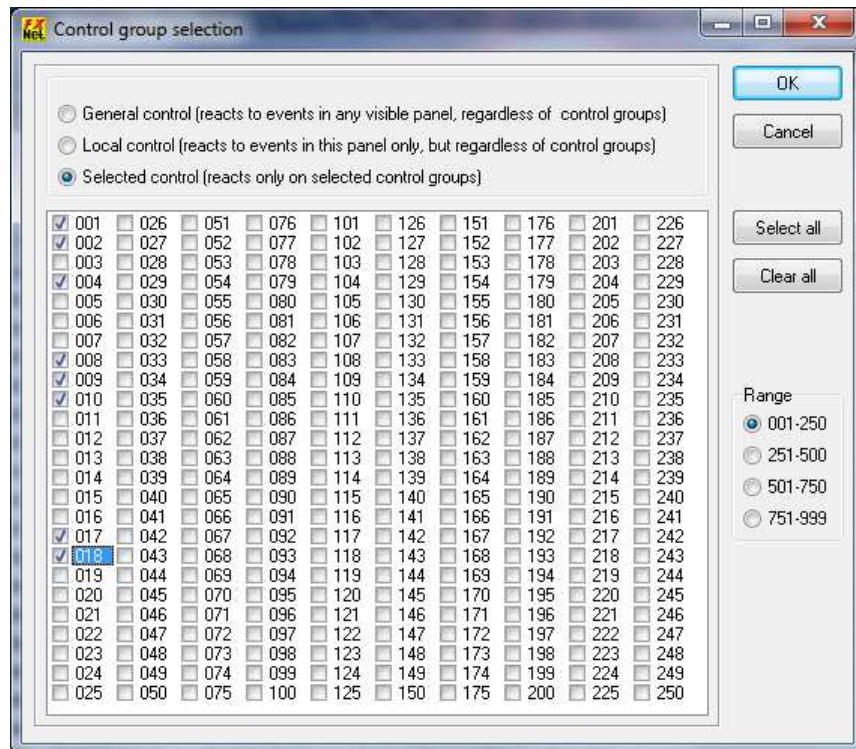 FX Net Control group selection
General control (reacts to events in any visible panel, regardless of control groups)
Local control (reacts to events in this panel only, but regardless of control groups)
Selected control (reacts only on selected control groups)
001 026 051 076 101 126 151 176 201 226
002 027 052 077 102 127 152 177 202 227
003 028 053 078 103 128 153 178 203 228
004 029 054 079 104 129 154 179 204 229
005 030 055 080 105 130 155 180 205 230
006 031 056 081 106 131 156 181 206 231
007 032 057 082 107 132 157 182 207 232
008 033 058 083 108 133 158 183 208 233
009 034 059 084 109 134 159 184 209 234
010 035 060 085 110 135 160 185 210 235
011 036 061 086 111 136 161 186 211 236
012 037 062 087 112 137 162 187 212 237
013 038 063 088 113 138 163 188 213 238
014 039 064 089 114 139 164 189 214 239
015 040 065 090 115 140 165 190 215 240
016 041 066 091 116 141 166 191 216 241
017 042 067 092 117 142 167 192 217 242
018 043 068 093 118 143 168 193 218 243
019 044 069 094 119 144 169 194 219 244
020 045 070 095 120 145 170 195 220 245
021 046 071 096 121 146 171 196 221 246
022 047 072 097 122 147 172 197 222 247
023 048 073 098 123 148 173 198 223 248
024 049 074 099 124 149 174 199 224 249
025 050 075 100 125 150 175 200 225 250
OK
Cancel
Select all
Clear all
Range
001-250
251-500
501-750
751-999